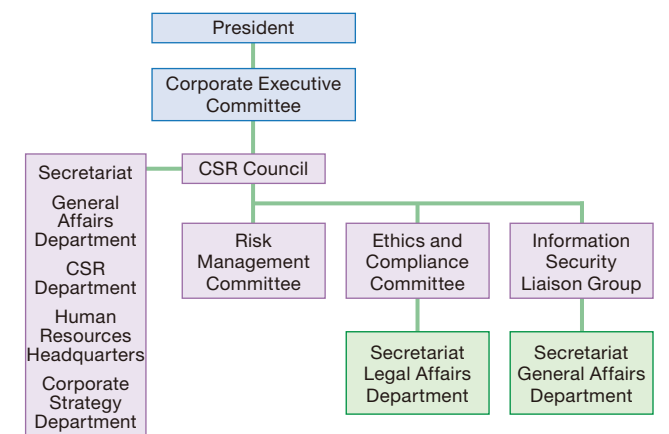 President
Corporate Executive
Committee
CSR Council
Secretariat
General
Affairs
Department
CSR
Department
Human
Resources
Headquarters
Corporate
Strategy
Department
Risk
Management
Committee
Ethics and
Compliance
Committee
Information
Security
Liaison Group
Secretariat
Legal Affairs
Department
Secretariat
General Affairs
Department